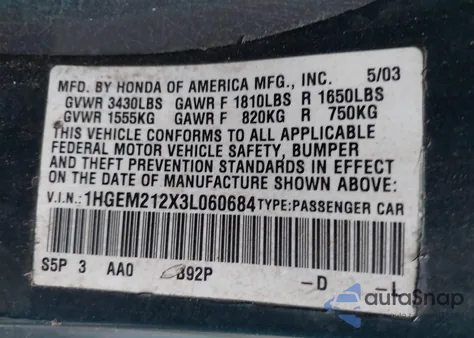 MFD. BY HONDA OF AMERICA MFG., INC. 5/03
GVWR 3430LBS GAWR F 1810LBS R 1650LBS
GVWR 1555KG GAWR F 820KG R 750KG
THIS VEHICLE CONFORMS TO ALL APPLICABLE
FEDERAL MOTOR VEHICLE SAFETY, BUMPER
AND THEFT PREVENTION STANDARDS IN EFFECT
ON THE DATE OF MANUFACTURE SHOWN ABOVE.
V.I.N.: 1HGEM212X3L060684 TYPE: PASSENGER CAR
S5P 3 AA0 B92P –D –L
autoSnap